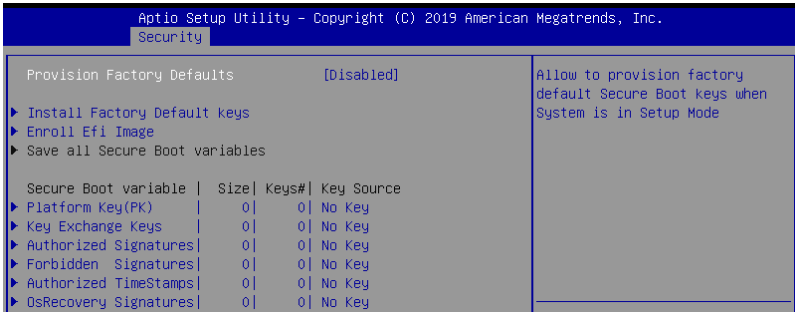 Aptio Setup Utility – Copyright (C) 2019 American Megatrends, Inc.
Security
Provision Factory Defaults [Disabled]
Install Factory Default keys
Enroll Efi Image
Save all Secure Boot variables
Secure Boot variable | Size| Keys#| Key Source
Platform Key(PK) | 0| 0| No Key
Key Exchange Keys | 0| 0| No Key
Authorized Signatures| 0| 0| No Key
Forbidden Signatures| 0| 0| No Key
Authorized TimeStamps| 0| 0| No Key
OsRecovery Signatures| 0| 0| No Key
Allow to provision factory
default Secure Boot keys when
System is in Setup Mode